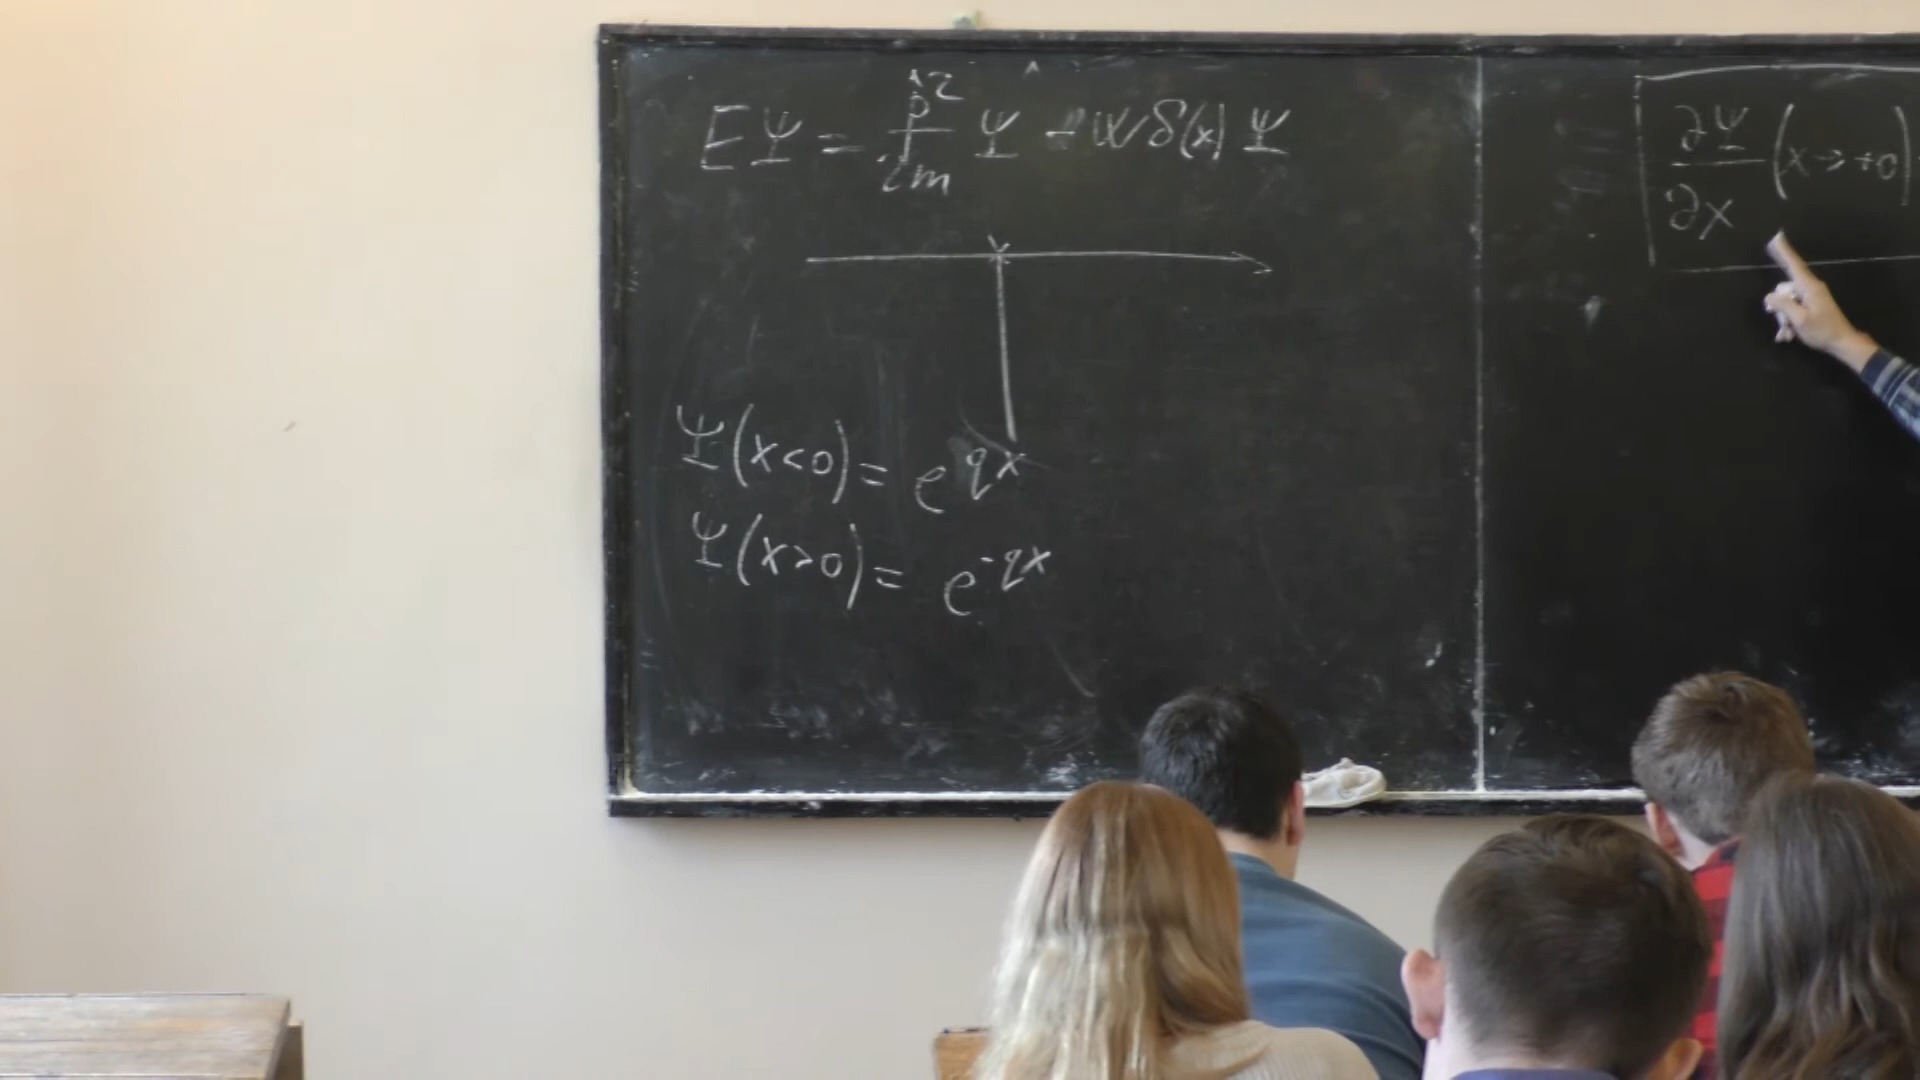 EΨ = p̂²/2m Ψ - W δ(x) Ψ
Ψ(x<0) = e^qx
Ψ(x>0) = e^-qx
∂Ψ/∂x (x→+0)